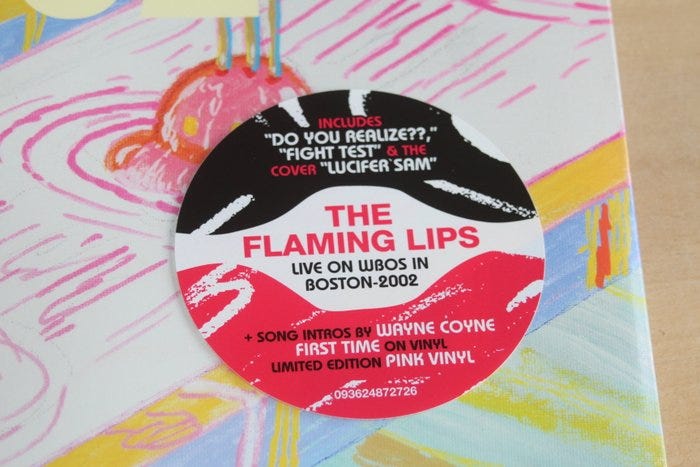 INCLUDES
"DO YOU REALIZE??,"
"FIGHT TEST" & THE
COVER "LUCIFER SAM"
THE
FLAMING LIPS
LIVE ON WBOS IN
BOSTON-2002
+ SONG INTROS BY WAYNE COYNE
FIRST TIME ON VINYL
LIMITED EDITION PINK VINYL
093624872726